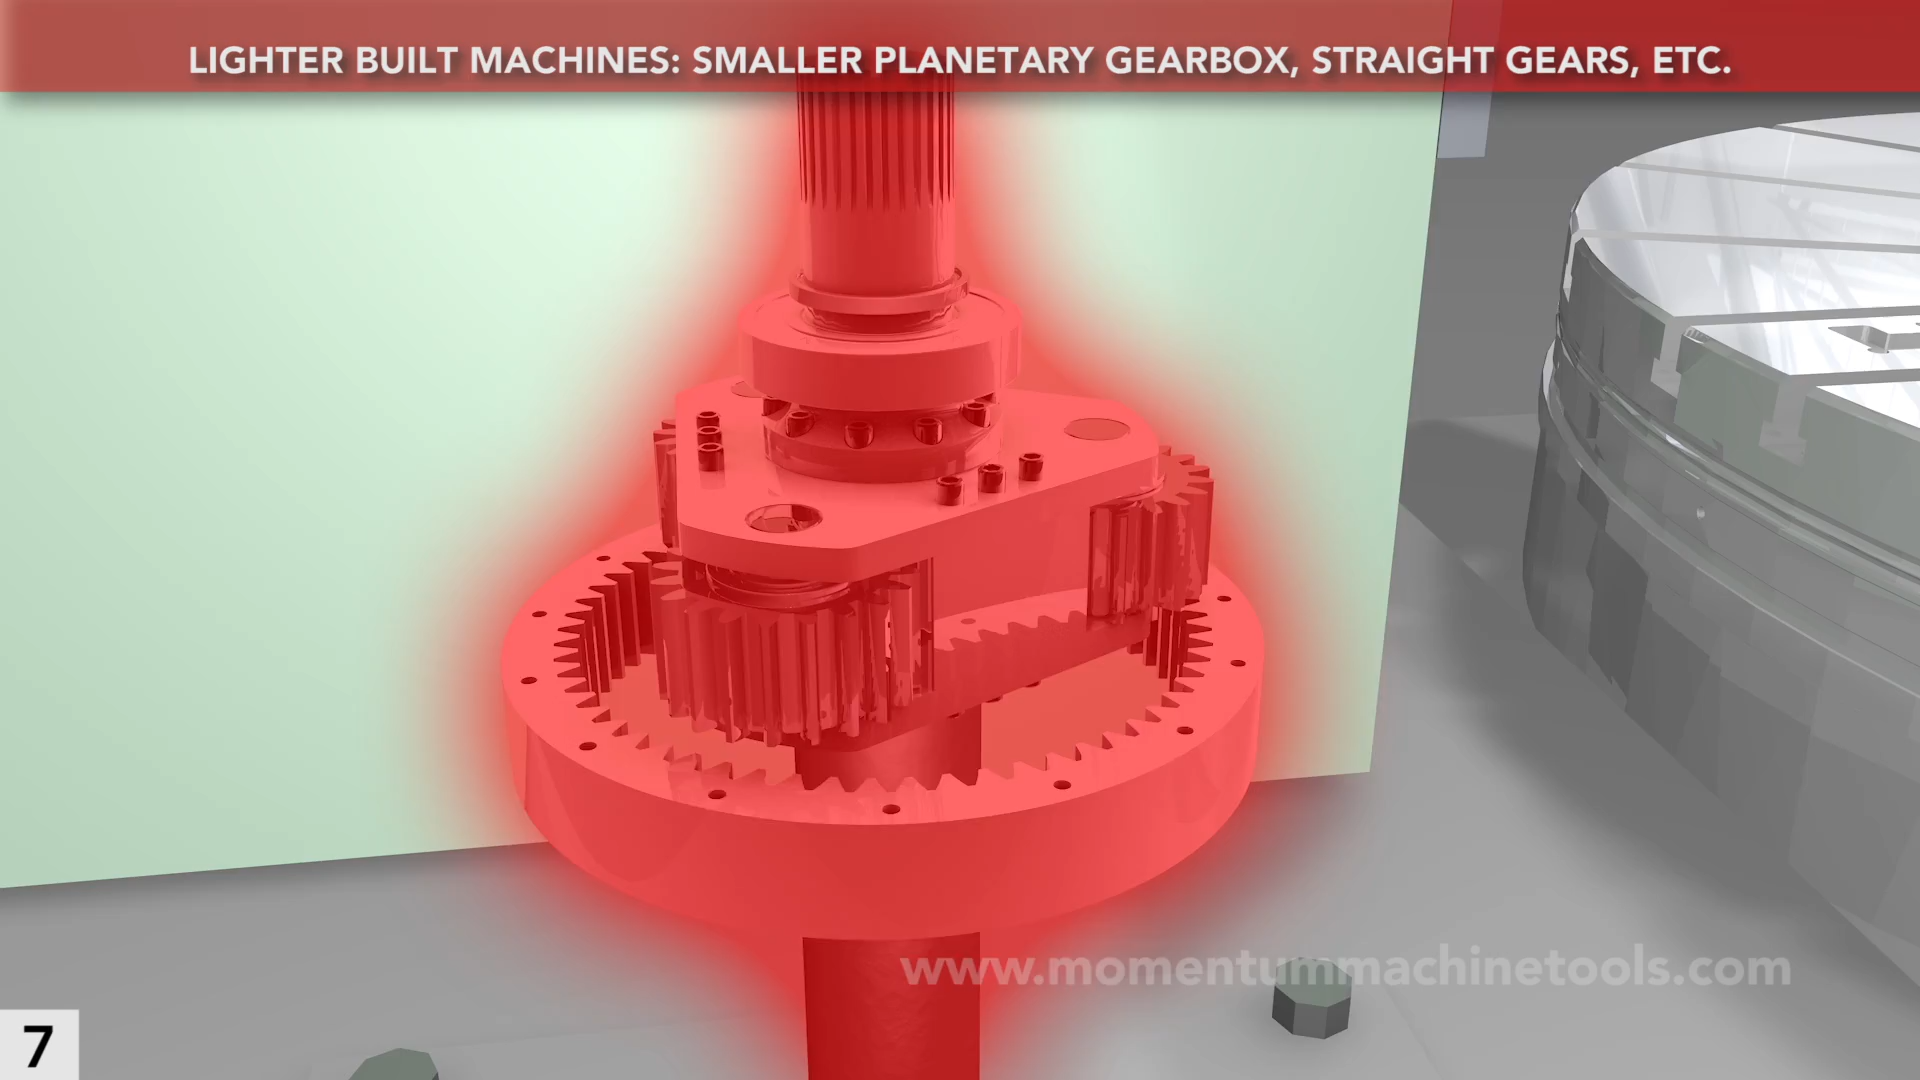 LIGHTER BUILT MACHINES: SMALLER PLANETARY GEARBOX, STRAIGHT GEARS, ETC.
www.momentummachinetools.com
7